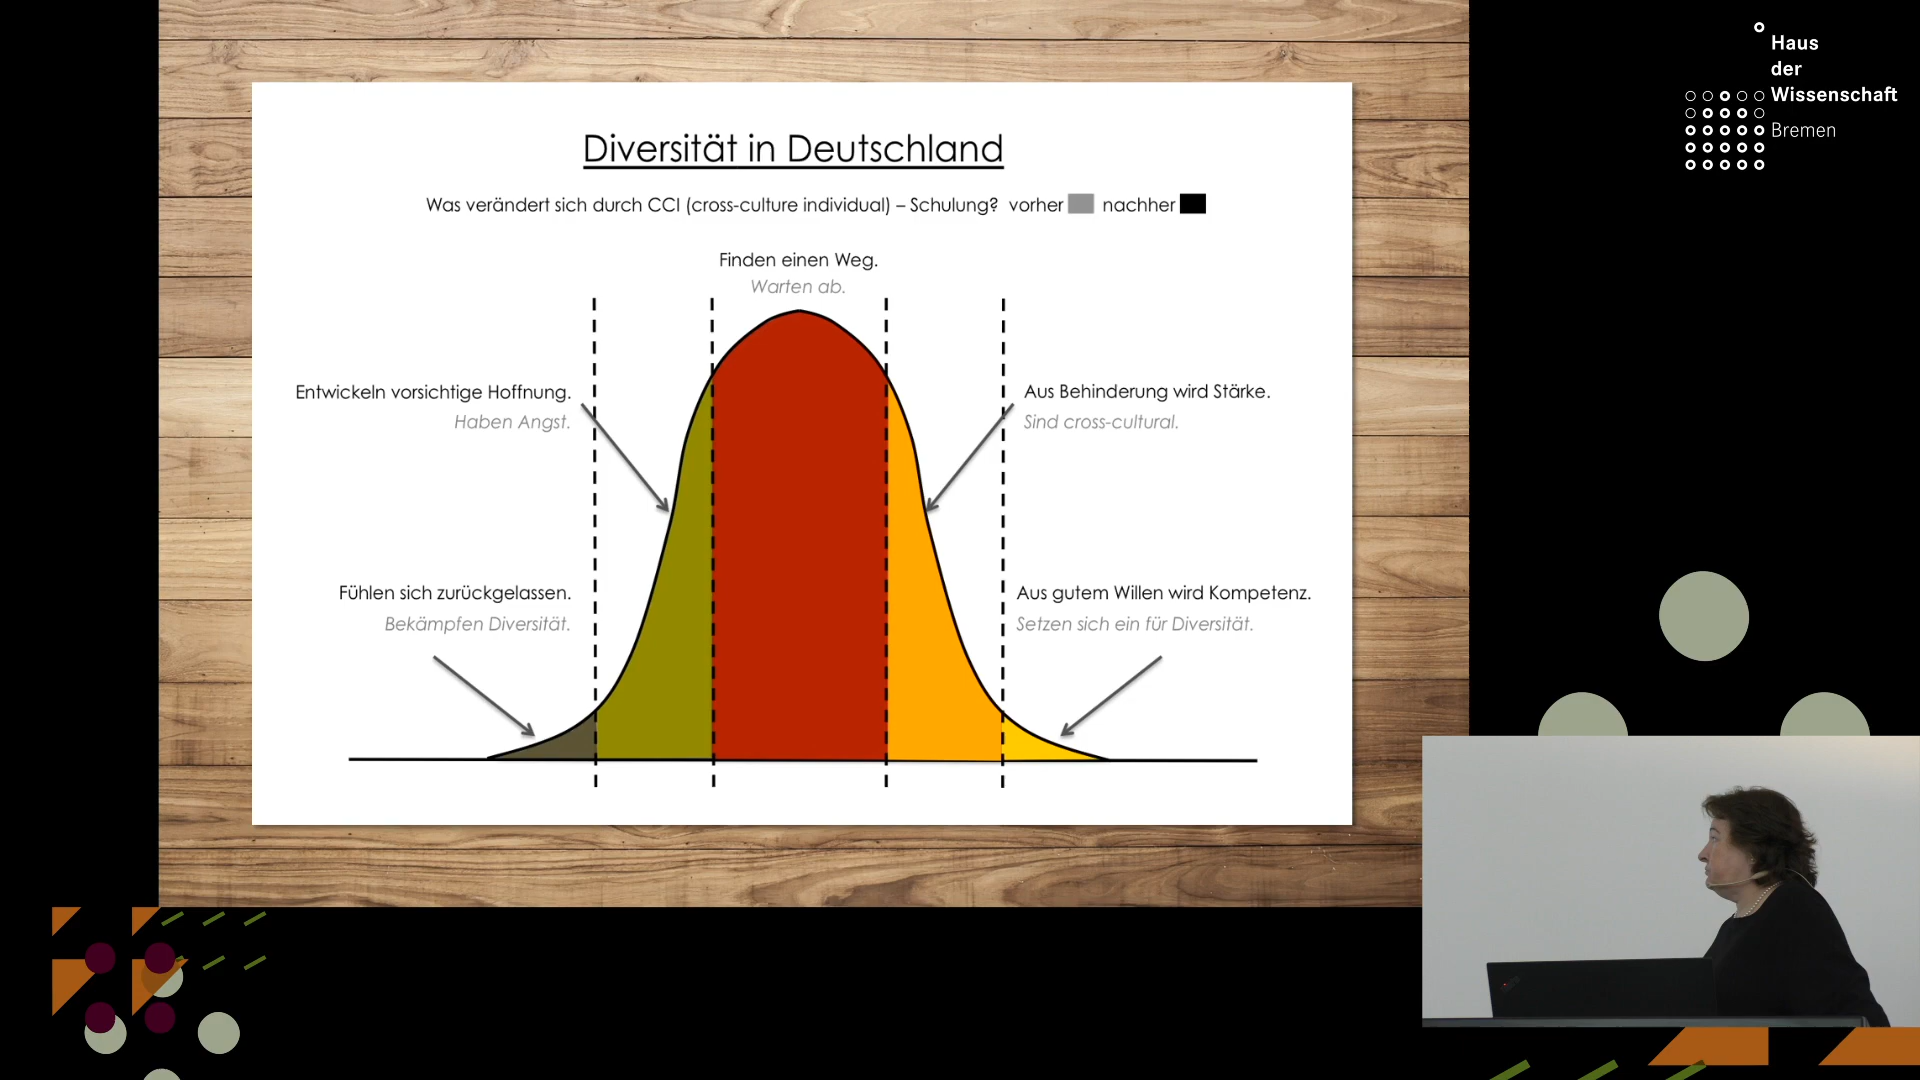 Haus
der
Wissenschaft
Bremen
Diversität in Deutschland
Was verändert sich durch CCI (cross-culture individual) – Schulung? vorher nachher
Finden einen Weg.
Warten ab.
Entwickeln vorsichtige Hoffnung.
Haben Angst.
Aus Behinderung wird Stärke.
Sind cross-cultural.
Fühlen sich zurückgelassen.
Bekämpfen Diversität.
Aus gutem Willen wird Kompetenz.
Setzen sich ein für Diversität.